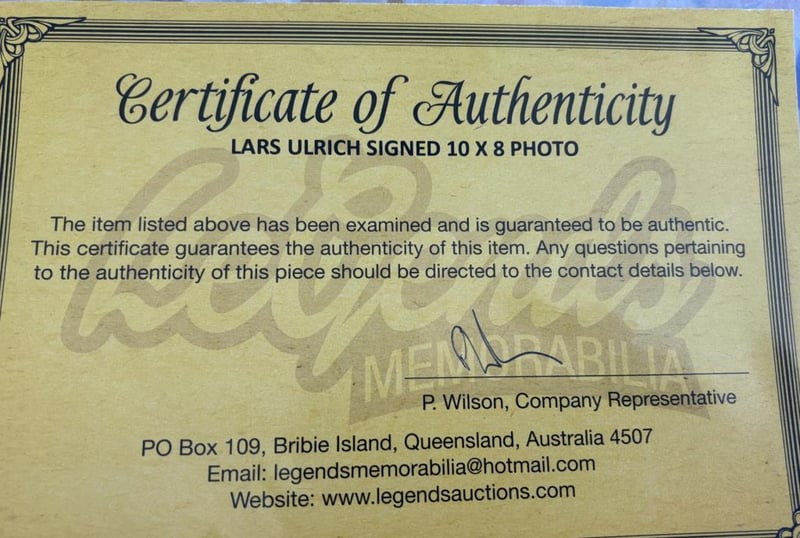 Certificate of Authenticity
LARS ULRICH SIGNED 10 X 8 PHOTO
The item listed above has been examined and is guaranteed to be authentic.
This certificate guarantees the authenticity of this item. Any questions pertaining
to the authenticity of this piece should be directed to the contact details below.
Legends
MEMORABILIA
P. Wilson, Company Representative
PO Box 109, Bribie Island, Queensland, Australia 4507
Email: legendsmemorabilia@hotmail.com
Website: www.legendsauctions.com